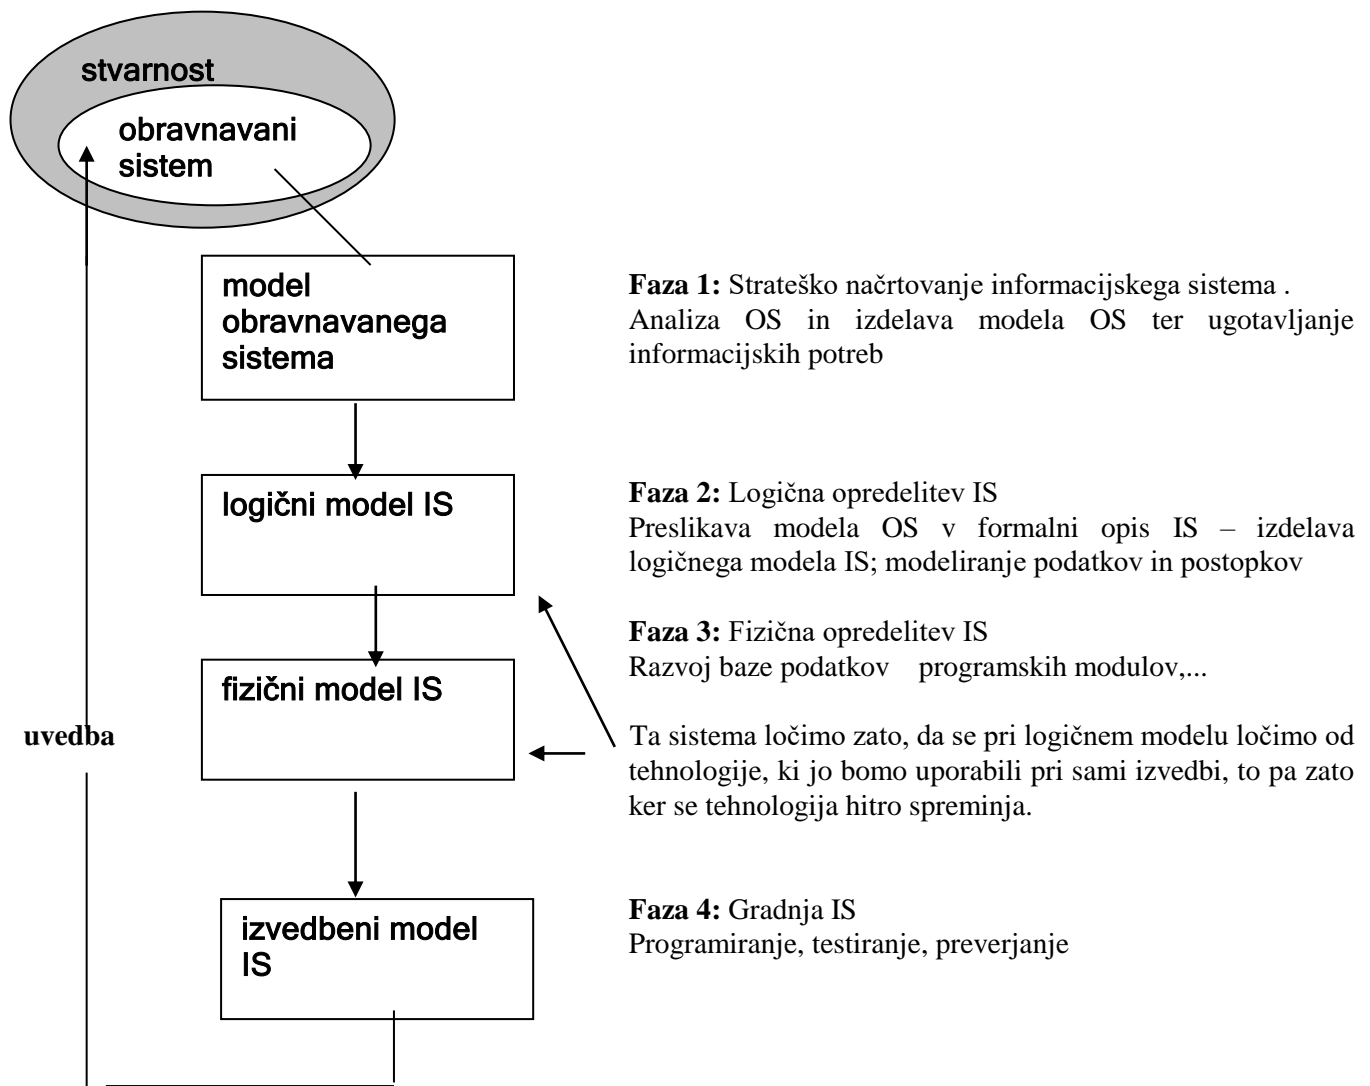 stvarnost
obravnavani
sistem
model
obravnavanega
sistema
Faza 1: Strateško načrtovanje informacijskega sistema .
Analiza OS in izdelava modela OS ter ugotavljanje
informacijskih potreb
logični model IS
Faza 2: Logična opredelitev IS
Preslikava modela OS v formalni opis IS – izdelava
logičnega modela IS; modeliranje podatkov in postopkov
Faza 3: Fizična opredelitev IS
Razvoj baze podatkov programskih modulov,...
fizični model IS
uvedba
Ta sistema ločimo zato, da se pri logičnem modelu ločimo od
tehnologije, ki jo bomo uporabili pri sami izvedbi, to pa zato
ker se tehnologija hitro spreminja.
izvedbeni model
IS
Faza 4: Gradnja IS
Programiranje, testiranje, preverjanje